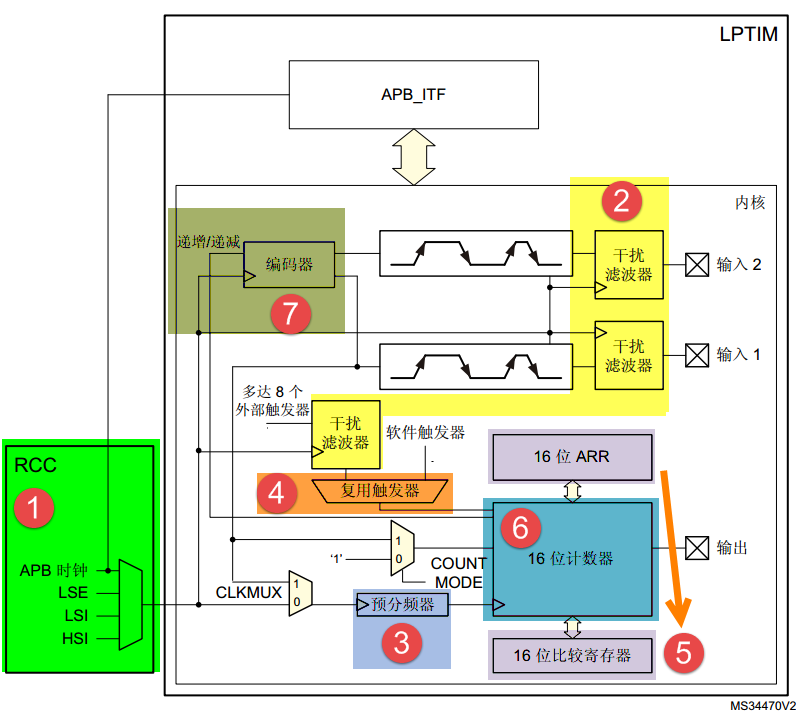 LPTIM
APB_ITF
2
内核
递增/递减
编码器
干扰
滤波器
输入 2
7
干扰
滤波器
输入 1
多达 8 个
外部触发器
干扰
滤波器
软件触发器
RCC
1
4
复用触发器
16 位 ARR
6
16 位计数器
输出
1
0
'1'
COUNT
MODE
APB 时钟
LSE
LSI
HSI
CLKMUX
1
0
预分频器
3
16 位比较寄存器
5
MS34470V2